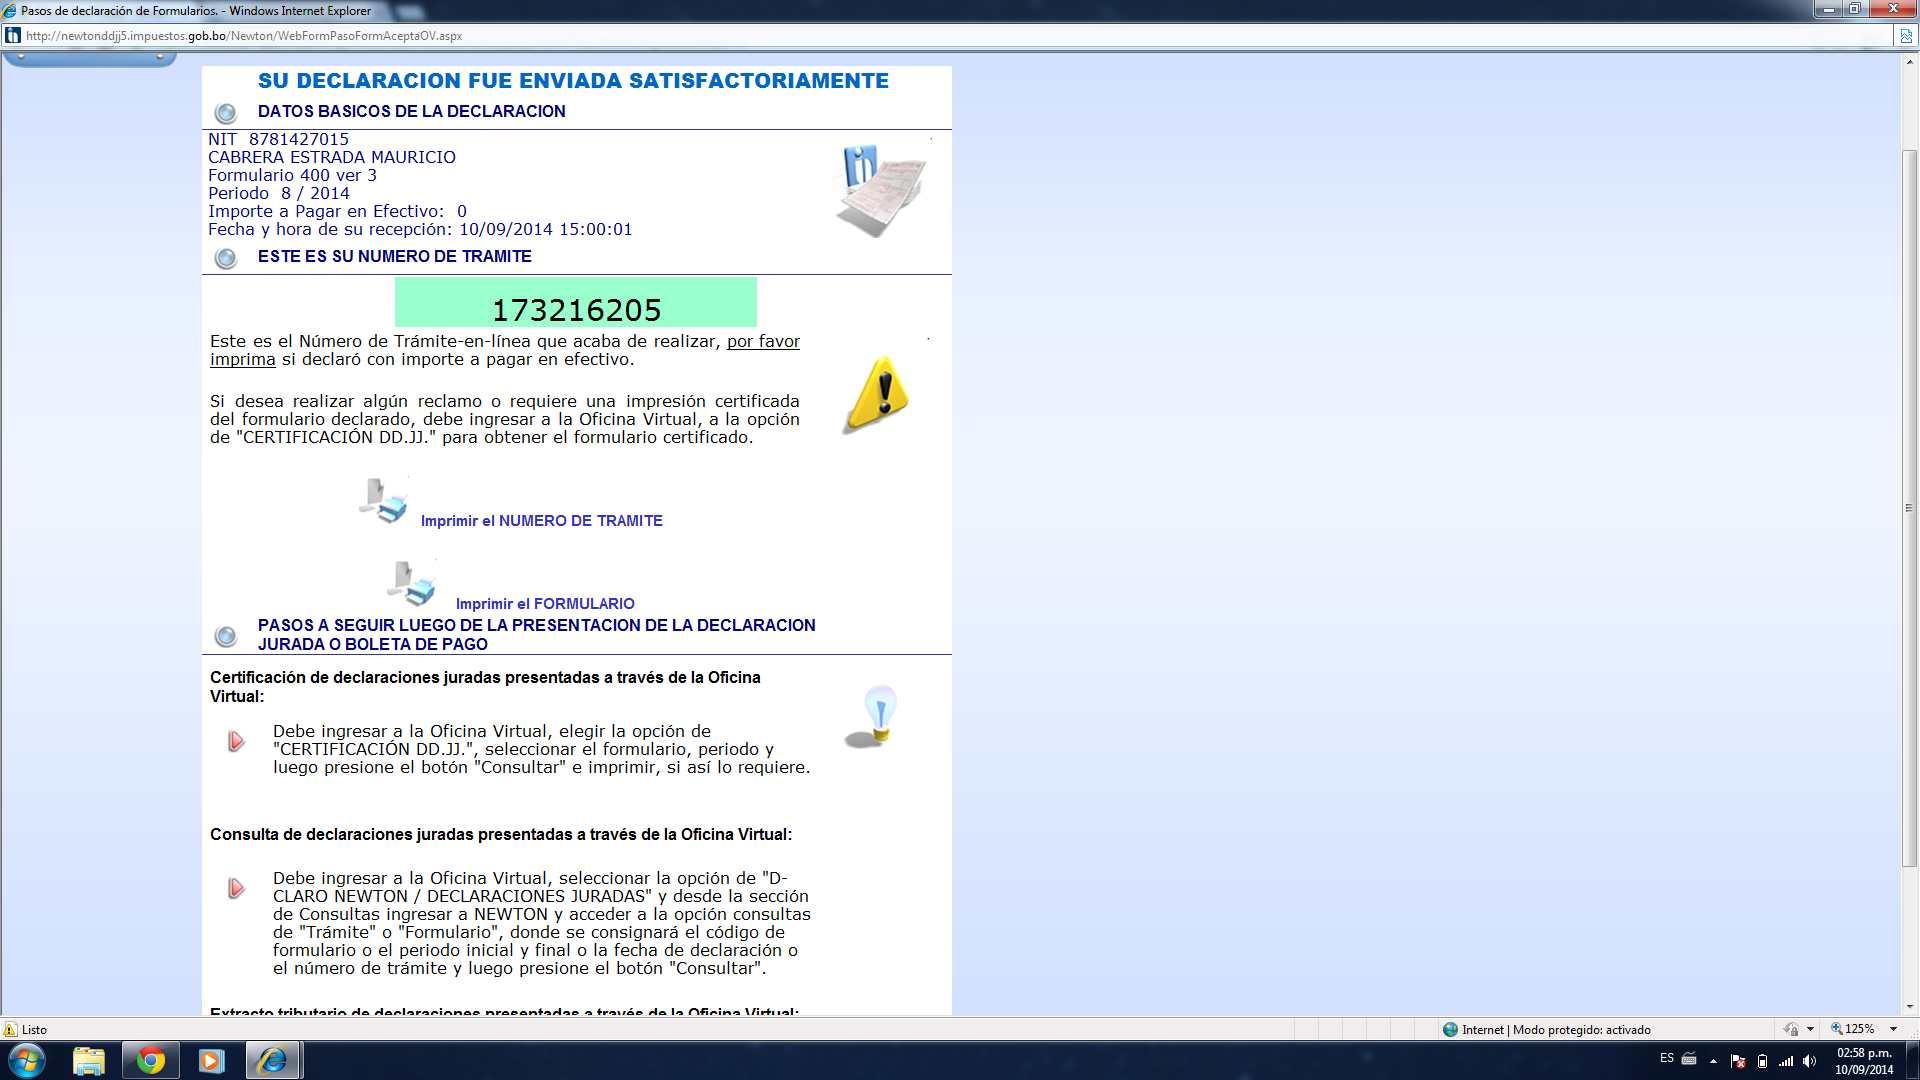 Pasos de declaración de Formularios. - Windows Internet Explorer
http://newtonddjj5.impuestos.gob.bo/Newton/WebFormPasoFormAceptaOV.aspx
SU DECLARACION FUE ENVIADA SATISFACTORIAMENTE
DATOS BASICOS DE LA DECLARACION
NIT 8781427015
CABRERA ESTRADA MAURICIO
Formulario 400 ver 3
Periodo 8 / 2014
Importe a Pagar en Efectivo: 0
Fecha y hora de su recepción: 10/09/2014 15:00:01
ESTE ES SU NUMERO DE TRAMITE
173216205
Este es el Número de Trámite-en-línea que acaba de realizar, por favor
imprima si declaró con importe a pagar en efectivo.
Si desea realizar algún reclamo o requiere una impresión certificada
del formulario declarado, debe ingresar a la Oficina Virtual, a la opción
de "CERTIFICACIÓN DD.JJ." para obtener el formulario certificado.
Imprimir el NUMERO DE TRAMITE
Imprimir el FORMULARIO
PASOS A SEGUIR LUEGO DE LA PRESENTACION DE LA DECLARACION
JURADA O BOLETA DE PAGO
Certificación de declaraciones juradas presentadas a través de la Oficina
Virtual:
Debe ingresar a la Oficina Virtual, elegir la opción de
"CERTIFICACIÓN DD.JJ.", seleccionar el formulario, periodo y
luego presione el botón "Consultar" e imprimir, si así lo requiere.
Consulta de declaraciones juradas presentadas a través de la Oficina Virtual:
Debe ingresar a la Oficina Virtual, seleccionar la opción de "D-
CLARO NEWTON / DECLARACIONES JURADAS" y desde la sección
de Consultas ingresar a NEWTON y acceder a la opción consultas
de "Trámite" o "Formulario", donde se consignará el código de
formulario o el periodo inicial y final o la fecha de declaración o
el número de trámite y luego presione el botón "Consultar".
Extracto tributario de declaraciones presentadas a través de la Oficina Virtual:
Listo
Internet | Modo protegido: activado
125%
ES
02:58 p.m.
10/09/2014